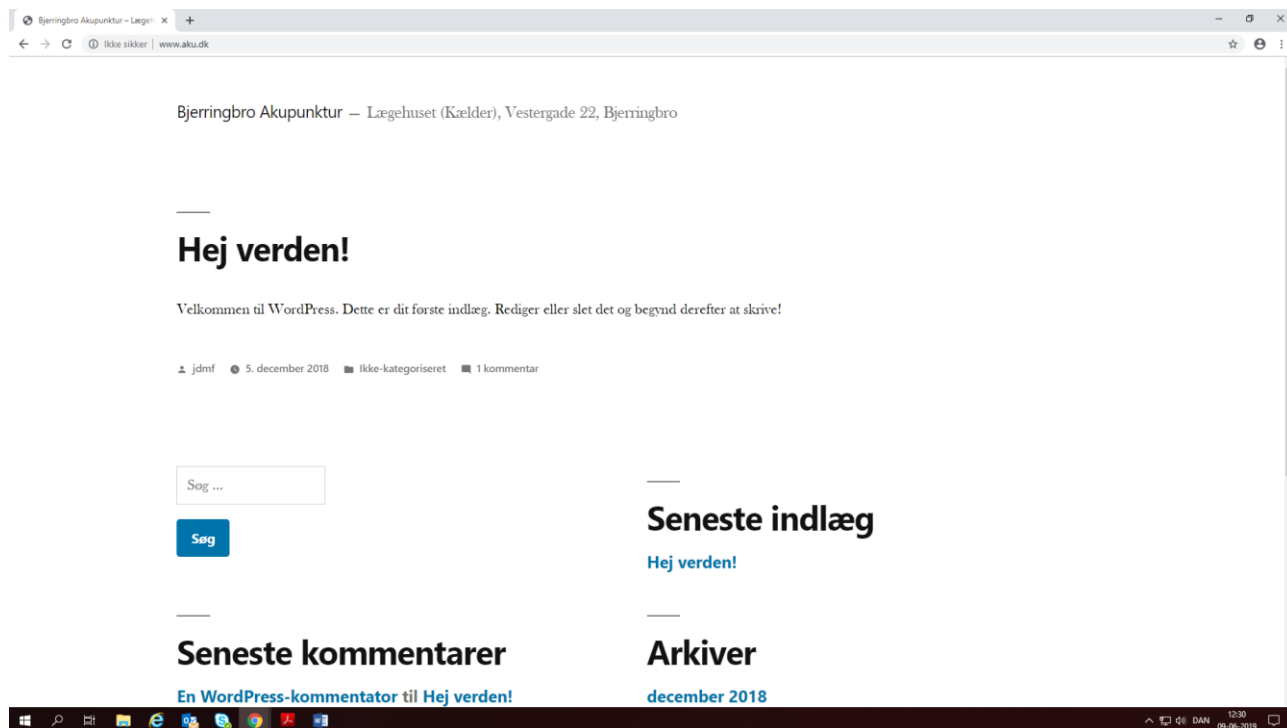 Bjerringbro Akupunktur – Lægeh
Ikke sikker | www.aku.dk
Bjerringbro Akupunktur — Lægehuset (Kælder), Vestergade 22, Bjerringbro
Hej verden!
Velkommen til WordPress. Dette er dit første indlæg. Rediger eller slet det og begynd derefter at skrive!
jdmf 5. december 2018 Ikke-kategoriseret 1 kommentar
Søg ...
Søg
Seneste indlæg
Hej verden!
Seneste kommentarer
En WordPress-kommentator til Hej verden!
Arkiver
december 2018
DAN
12:30
09-06-2019